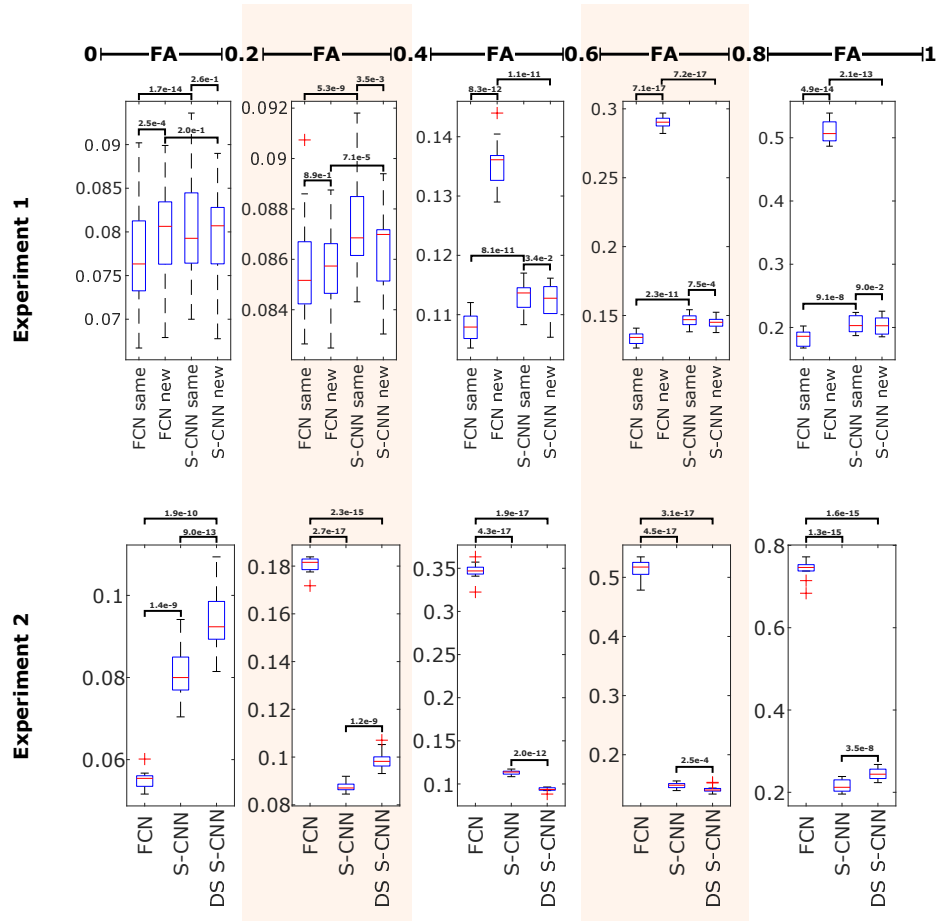 0 FA 0.2 FA 0.4 FA 0.6 FA 0.8 FA 1
Experiment 1
2.6e-1
1.7e-14
2.5e-4
2.0e-1
0.09
0.085
0.08
0.075
0.07
FCN same
FCN new
S-CNN same
S-CNN new
3.5e-3
5.3e-9
7.1e-5
8.9e-1
0.092
0.09
0.088
0.086
0.084
FCN same
FCN new
S-CNN same
S-CNN new
1.1e-11
8.3e-12
8.1e-11
3.4e-2
0.14
0.13
0.12
0.11
FCN same
FCN new
S-CNN same
S-CNN new
7.2e-17
7.1e-17
7.5e-4
2.3e-11
0.3
0.25
0.2
0.15
FCN same
FCN new
S-CNN same
S-CNN new
2.1e-13
4.9e-14
9.0e-2
9.1e-8
0.5
0.4
0.3
0.2
FCN same
FCN new
S-CNN same
S-CNN new
Experiment 2
1.9e-10
9.0e-13
1.4e-9
0.1
0.08
0.06
FCN
S-CNN
DS S-CNN
2.3e-15
2.7e-17
1.2e-9
0.18
0.16
0.14
0.12
0.1
0.08
FCN
S-CNN
DS S-CNN
1.9e-17
4.3e-17
2.0e-12
0.35
0.3
0.25
0.2
0.15
0.1
FCN
S-CNN
DS S-CNN
3.1e-17
4.5e-17
2.5e-4
0.5
0.4
0.3
0.2
FCN
S-CNN
DS S-CNN
1.6e-15
1.3e-15
3.5e-8
0.8
0.6
0.4
0.2
FCN
S-CNN
DS S-CNN